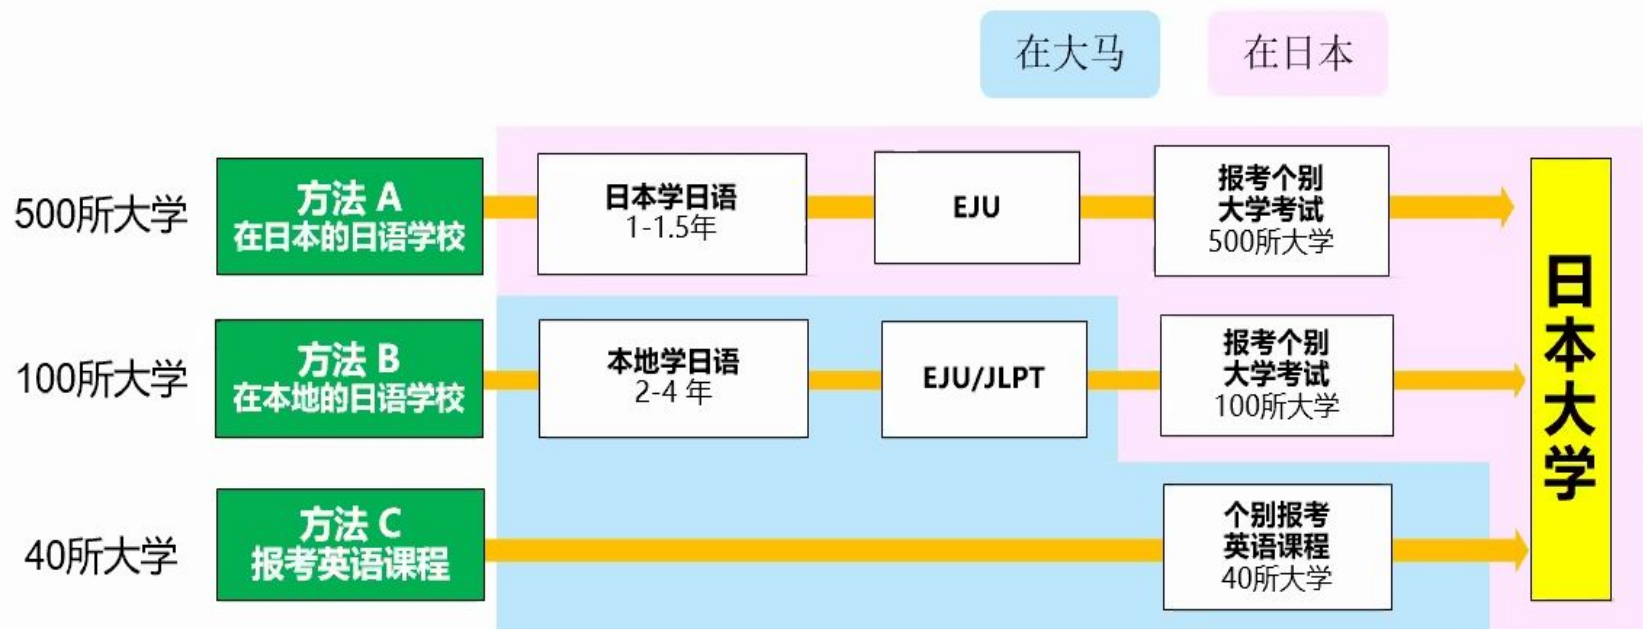 在大马
在日本
500所大学
方法 A
在日本的日语学校
日本学日语
1-1.5年
EJU
报考个别
大学考试
500所大学
100所大学
方法 B
在本地的日语学校
本地学日语
2-4 年
EJU/JLPT
报考个别
大学考试
100所大学
40所大学
方法 C
报考英语课程
个别报考
英语课程
40所大学
日本大学